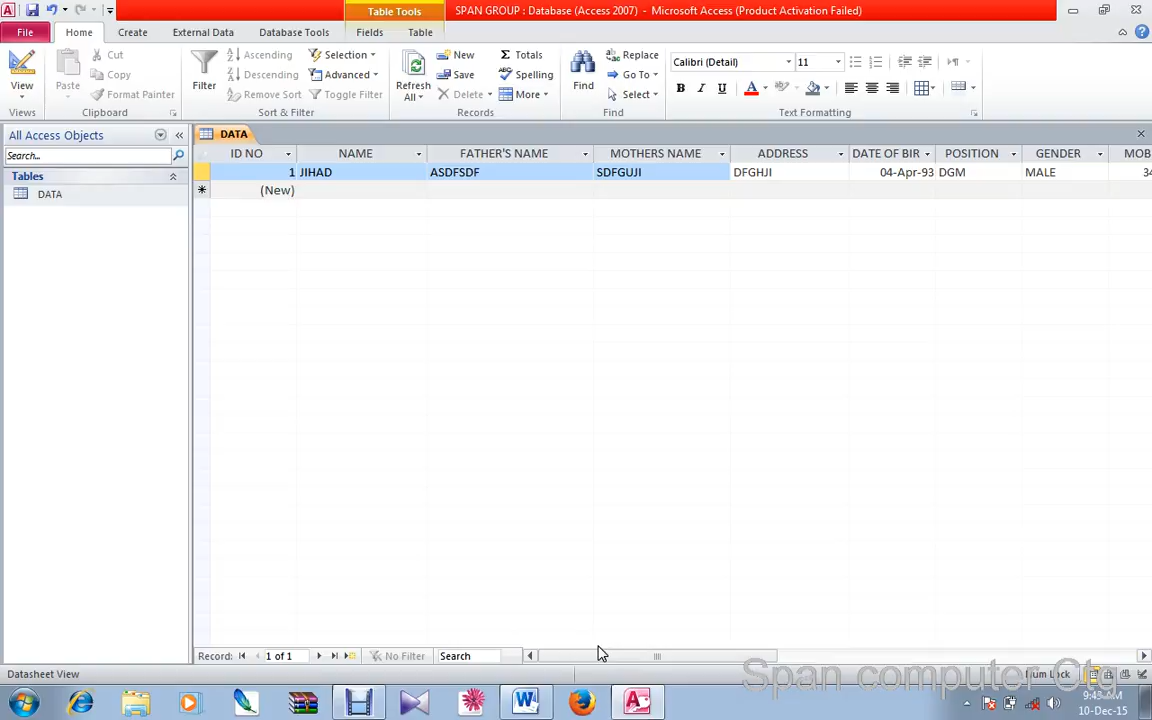 SPAN GROUP : Database (Access 2007) - Microsoft Access (Product Activation Failed)
Table Tools
File Home Create External Data Database Tools Fields Table
View
Views
Paste
Cut
Copy
Format Painter
Clipboard
Filter
Ascending
Descending
Remove Sort
Selection
Advanced
Toggle Filter
Sort & Filter
Refresh All
New
Save
Delete
Totals
Spelling
More
Records
Find
Replace
Go To
Select
Find
Calibri (Detail) 11
B I U A
Text Formatting
All Access Objects
Search...
Tables
DATA
DATA
ID NO NAME FATHER'S NAME MOTHERS NAME ADDRESS DATE OF BIR POSITION GENDER MOB
1 JIHAD ASDFSDF SDFGUJI DFGHJI 04-Apr-93 DGM MALE 34
(New)
Record: 1 of 1 No Filter Search
Datasheet View
Num Lock
Span computer Ctg
9:43 AM
10-Dec-15